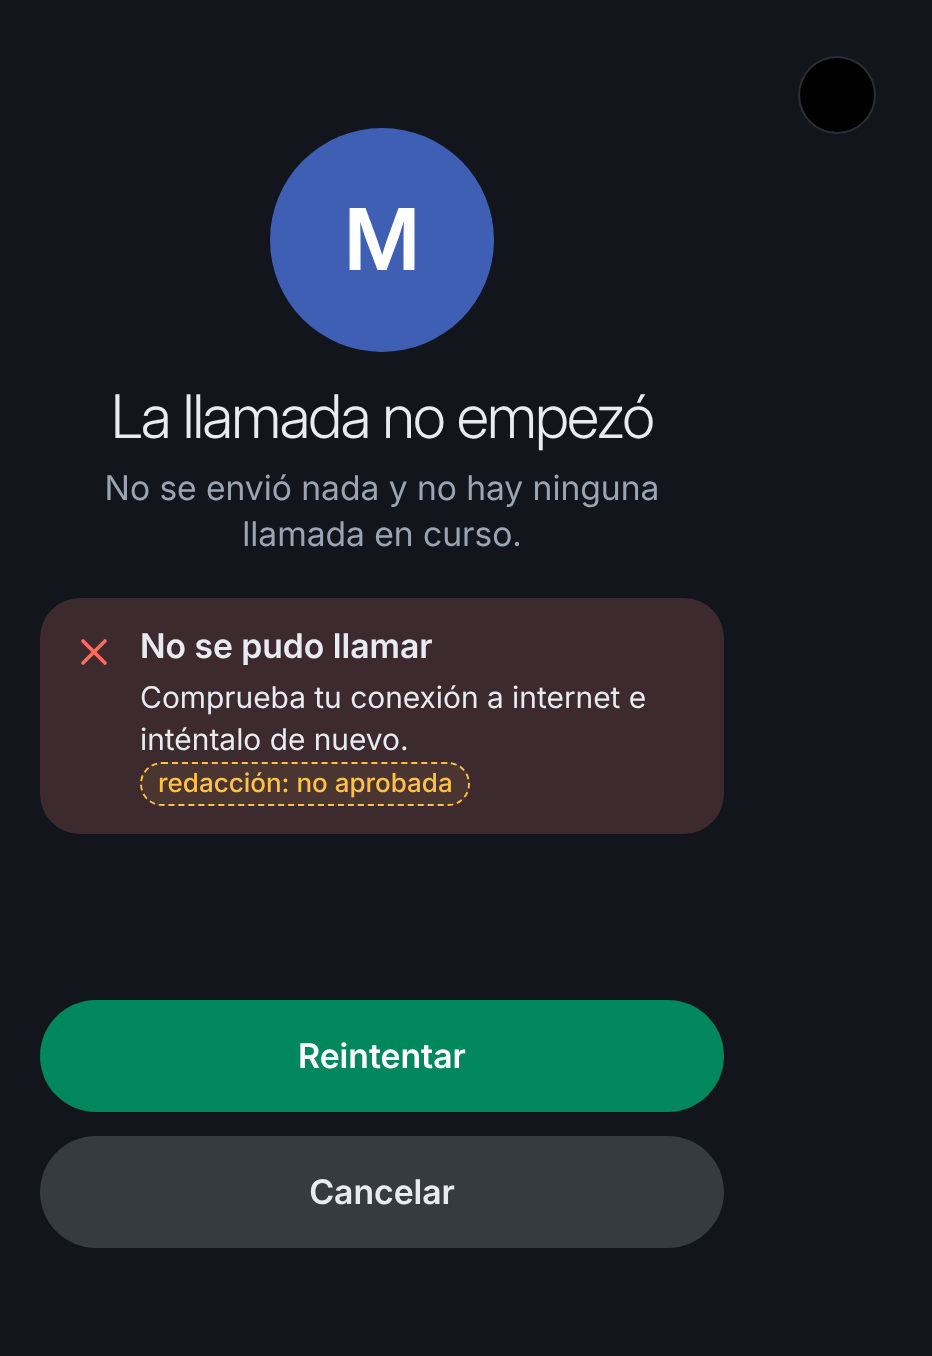 M
La llamada no empezó
No se envió nada y no hay ninguna
llamada en curso.
No se pudo llamar
Comprueba tu conexión a internet e
inténtalo de nuevo.
redacción: no aprobada
Reintentar
Cancelar